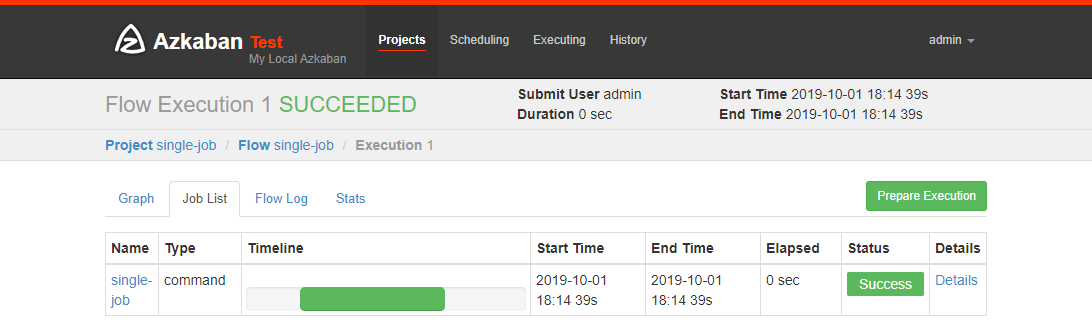 Azkaban Test
My Local Azkaban
Projects Scheduling Executing History admin
Flow Execution 1 SUCCEEDED
Submit User admin
Duration 0 sec
Start Time 2019-10-01 18:14 39s
End Time 2019-10-01 18:14 39s
Project single-job / Flow single-job / Execution 1
Graph Job List Flow Log Stats Prepare Execution
Name Type Timeline Start Time End Time Elapsed Status Details
single-job command 2019-10-01 18:14 39s 2019-10-01 18:14 39s 0 sec Success Details